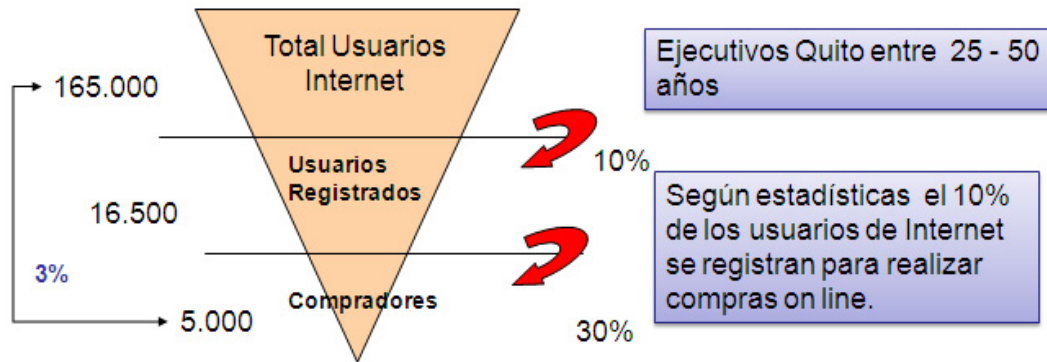 Total Usuarios
Internet
165.000
Ejecutivos Quito entre 25 - 50
años
10%
Usuarios
Registrados
16.500
Según estadísticas el 10%
de los usuarios de Internet
se registran para realizar
compras on line.
3%
Compradores
5.000
30%